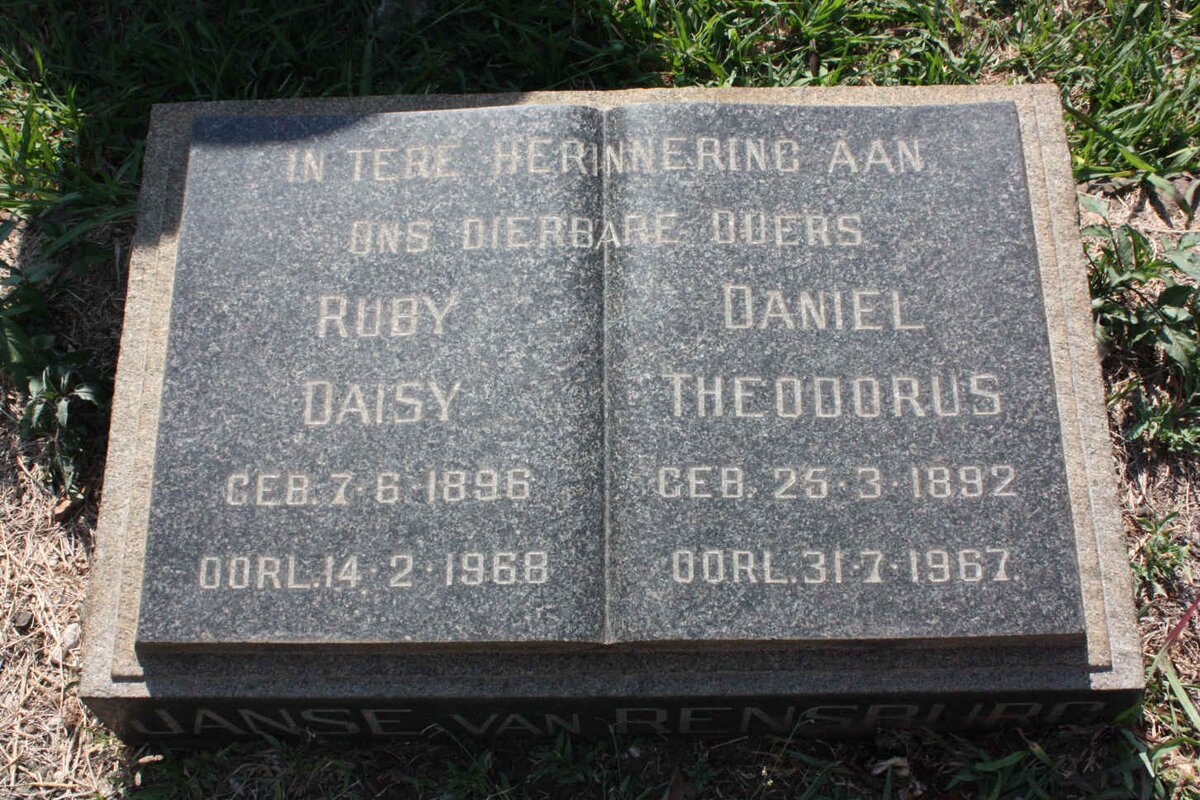 IN TERE HERINNERING AAN
ONS DIERBARE OUERS
RUBY
DAISY
GEB. 7·6·1896
OORL. 14·2·1968
DANIEL
THEODORUS
GEB. 25·3·1892
OORL. 31·7·1967.
JANSE VAN RENSBURG